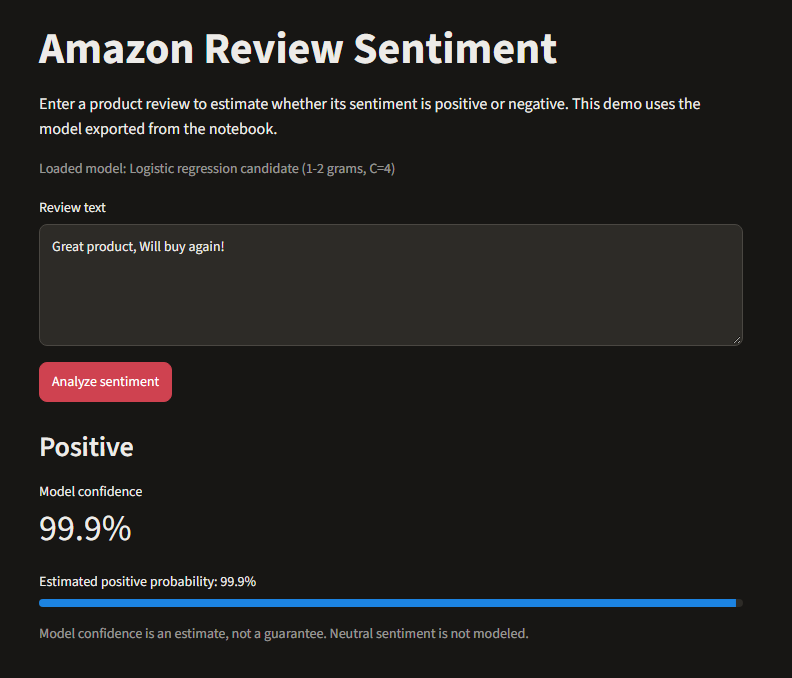 Amazon Review Sentiment
Enter a product review to estimate whether its sentiment is positive or negative. This demo uses the
model exported from the notebook.
Loaded model: Logistic regression candidate (1-2 grams, C=4)
Review text
Great product, Will buy again!
Analyze sentiment
Positive
Model confidence
99.9%
Estimated positive probability: 99.9%
Model confidence is an estimate, not a guarantee. Neutral sentiment is not modeled.